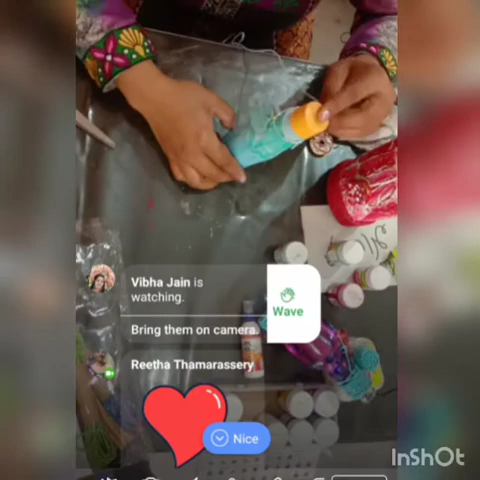 Vibha Jain is
watching.
Wave
Bring them on camera.
Reetha Thamarassery
Nice
InShOt